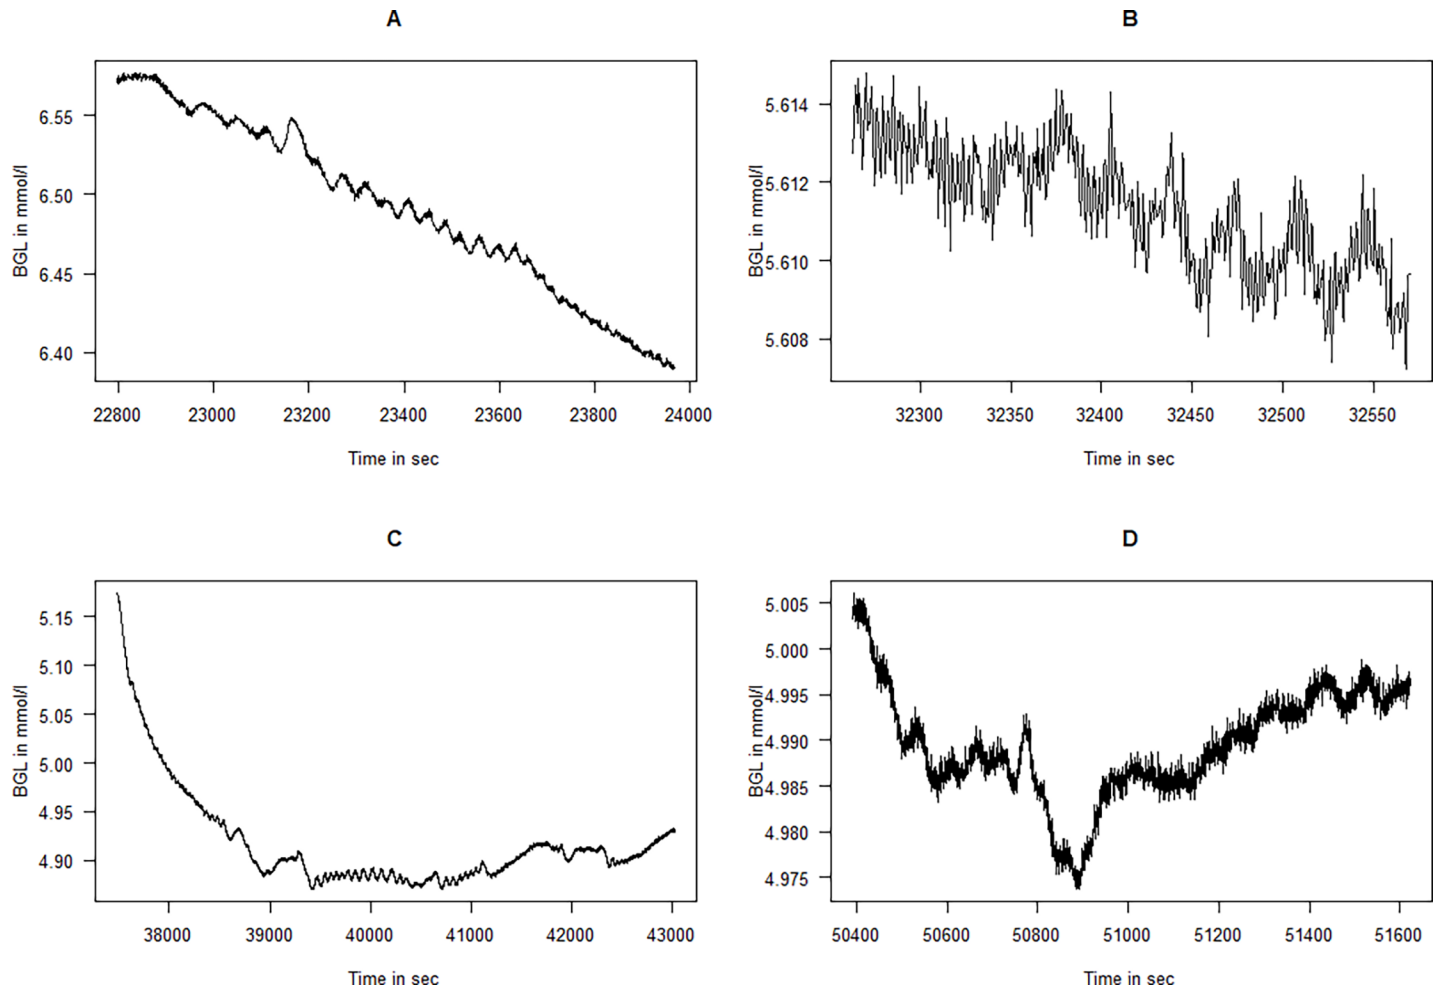 A
BGL in mmol/l
6.55
6.50
6.45
6.40
22800 23000 23200 23400 23600 23800 24000
Time in sec
B
BGL in mmol/l
5.614
5.612
5.610
5.608
32300 32350 32400 32450 32500 32550
Time in sec
C
BGL in mmol/l
5.15
5.10
5.05
5.00
4.95
4.90
38000 39000 40000 41000 42000 43000
Time in sec
D
BGL in mmol/l
5.005
5.000
4.995
4.990
4.985
4.980
4.975
50400 50600 50800 51000 51200 51400 51600
Time in sec